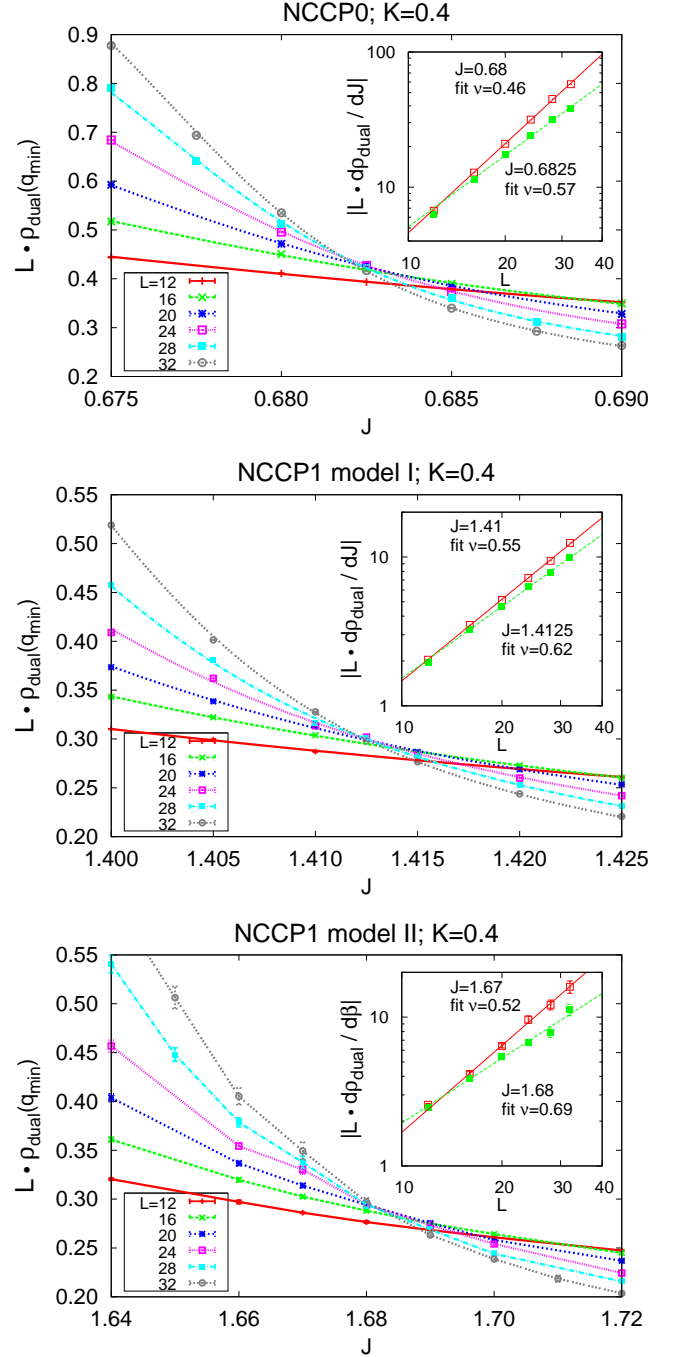 NCCP0; K=0.4
L • ρdual(qmin)
0.9
0.8
0.7
0.6
0.5
0.4
0.3
0.2
L=12
16
20
24
28
32
0.675
0.680
0.685
0.690
J
|L • dρdual / dJ|
100
10
J=0.68
fit ν=0.46
J=0.6825
fit ν=0.57
10
20
30
40
L
NCCP1 model I; K=0.4
L • ρdual(qmin)
0.55
0.50
0.45
0.40
0.35
0.30
0.25
0.20
L=12
16
20
24
28
32
1.400
1.405
1.410
1.415
1.420
1.425
J
|L • dρdual / dJ|
10
1
J=1.41
fit ν=0.55
J=1.4125
fit ν=0.62
10
20
30
40
L
NCCP1 model II; K=0.4
L • ρdual(qmin)
0.55
0.50
0.45
0.40
0.35
0.30
0.25
0.20
L=12
16
20
24
28
32
1.64
1.66
1.68
1.70
1.72
J
|L • dρdual / dβ|
10
1
J=1.67
fit ν=0.52
J=1.68
fit ν=0.69
10
20
30
40
L